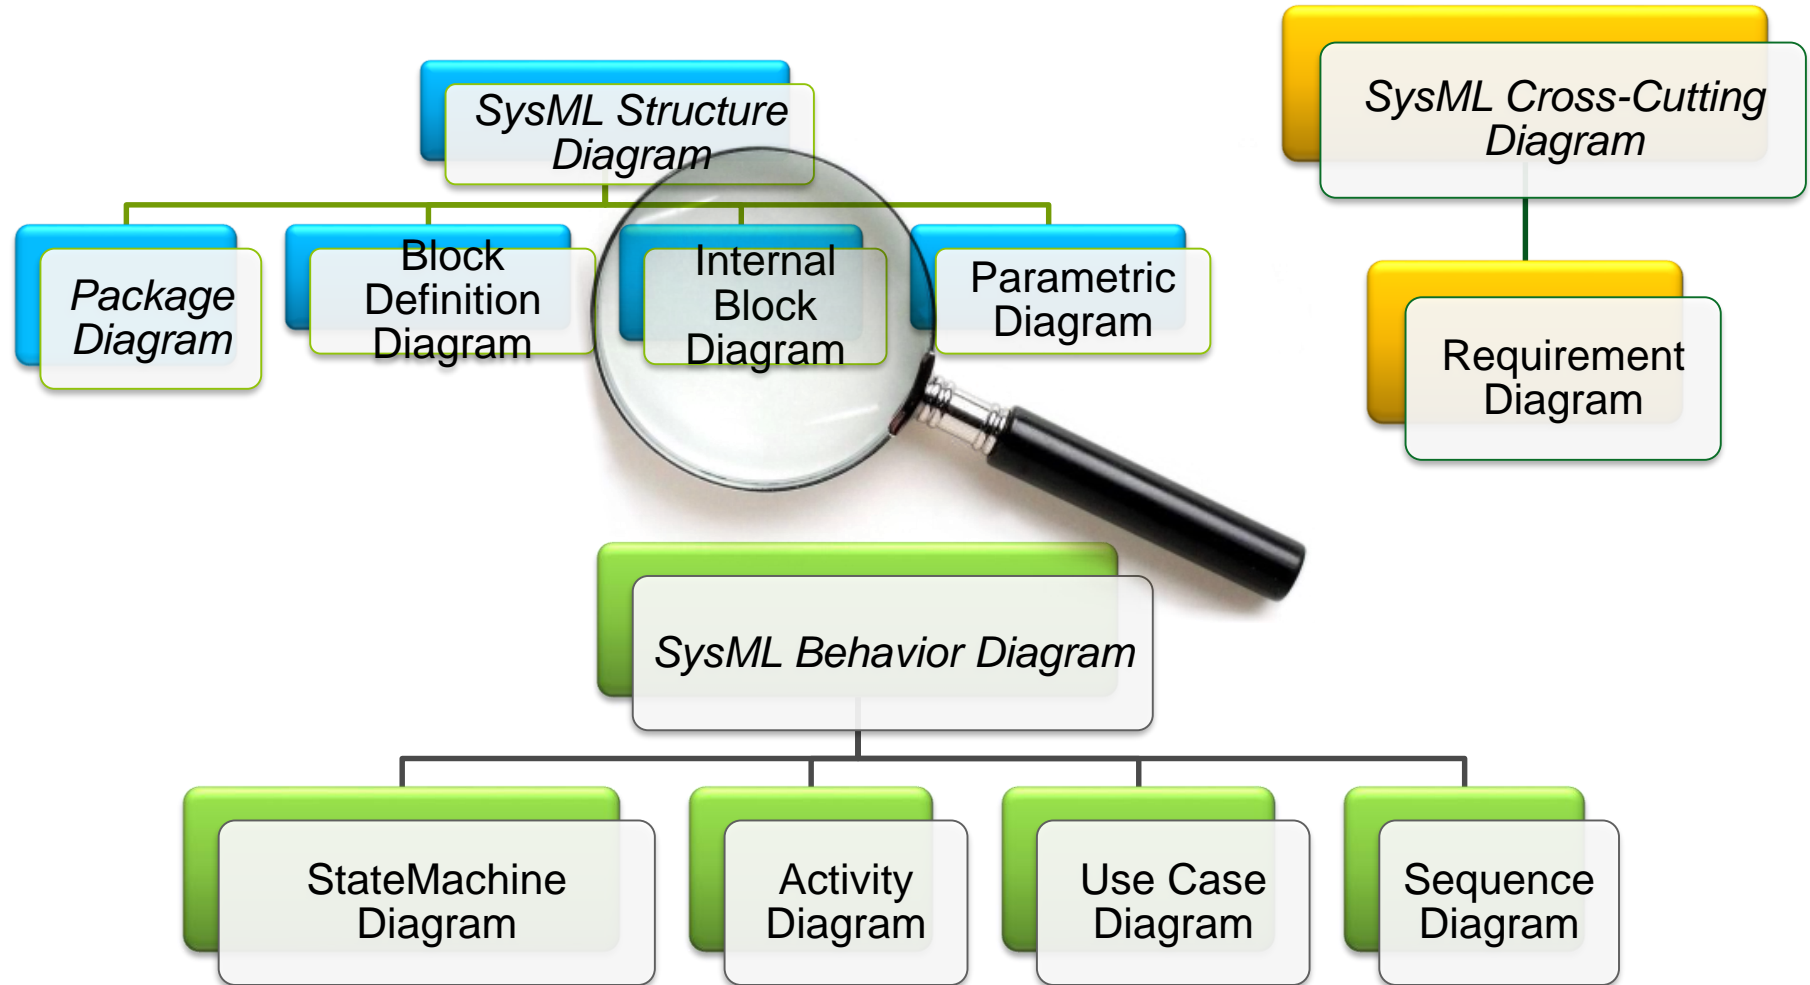 SysML Structure
Diagram
SysML Cross-Cutting
Diagram
Package
Diagram
Block
Definition
Diagram
Internal
Block
Diagram
Parametric
Diagram
Requirement
Diagram
SysML Behavior Diagram
StateMachine
Diagram
Activity
Diagram
Use Case
Diagram
Sequence
Diagram